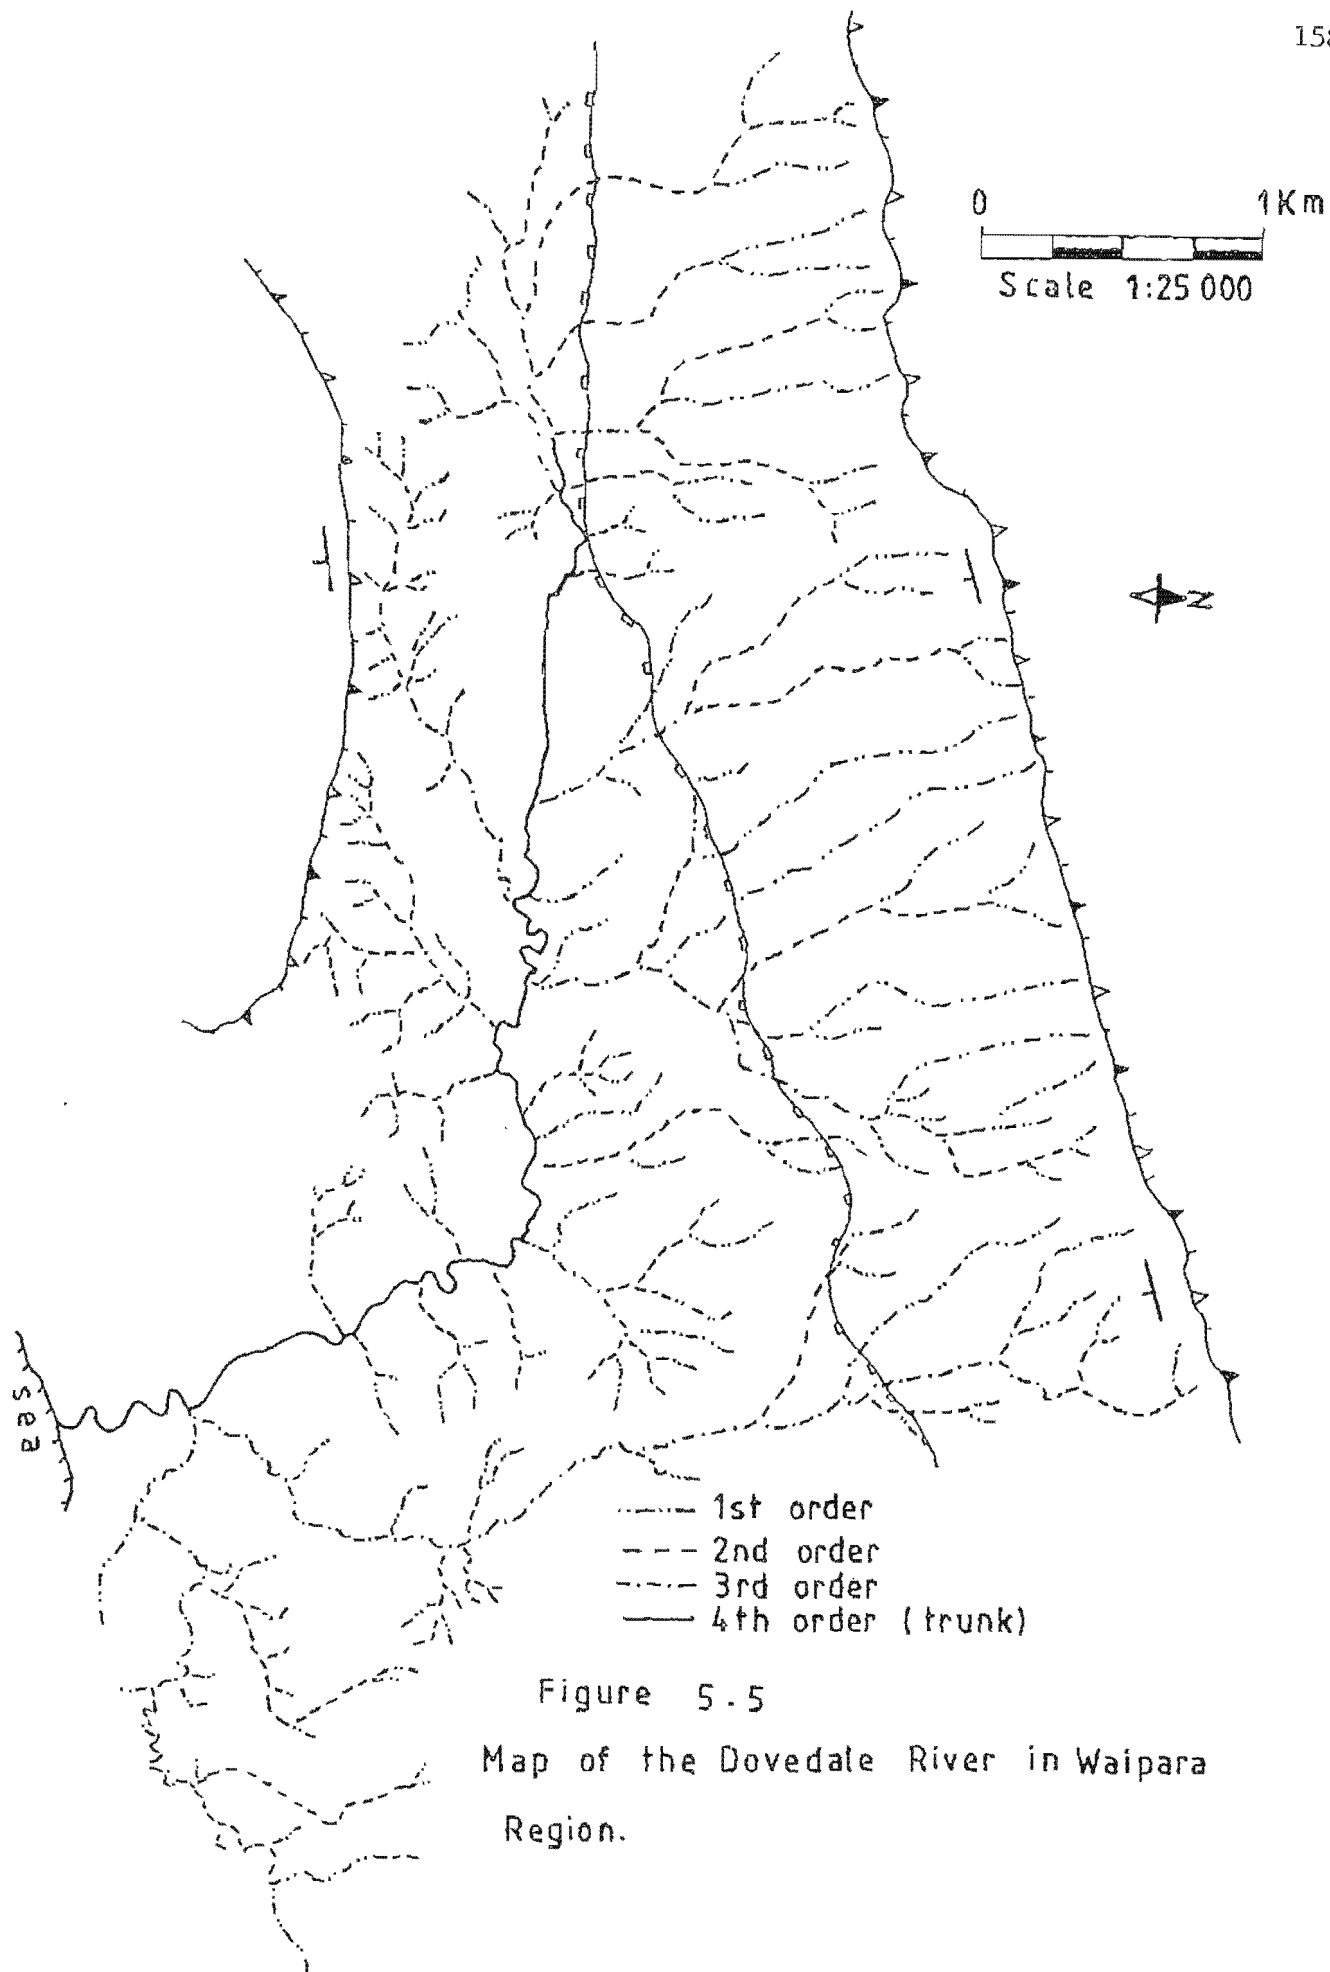 158
0 1Km
Scale 1:25 000
N
sea
1st order
2nd order
3rd order
4th order (trunk)
Figure 5.5
Map of the Dovedale River in Waipara
Region.